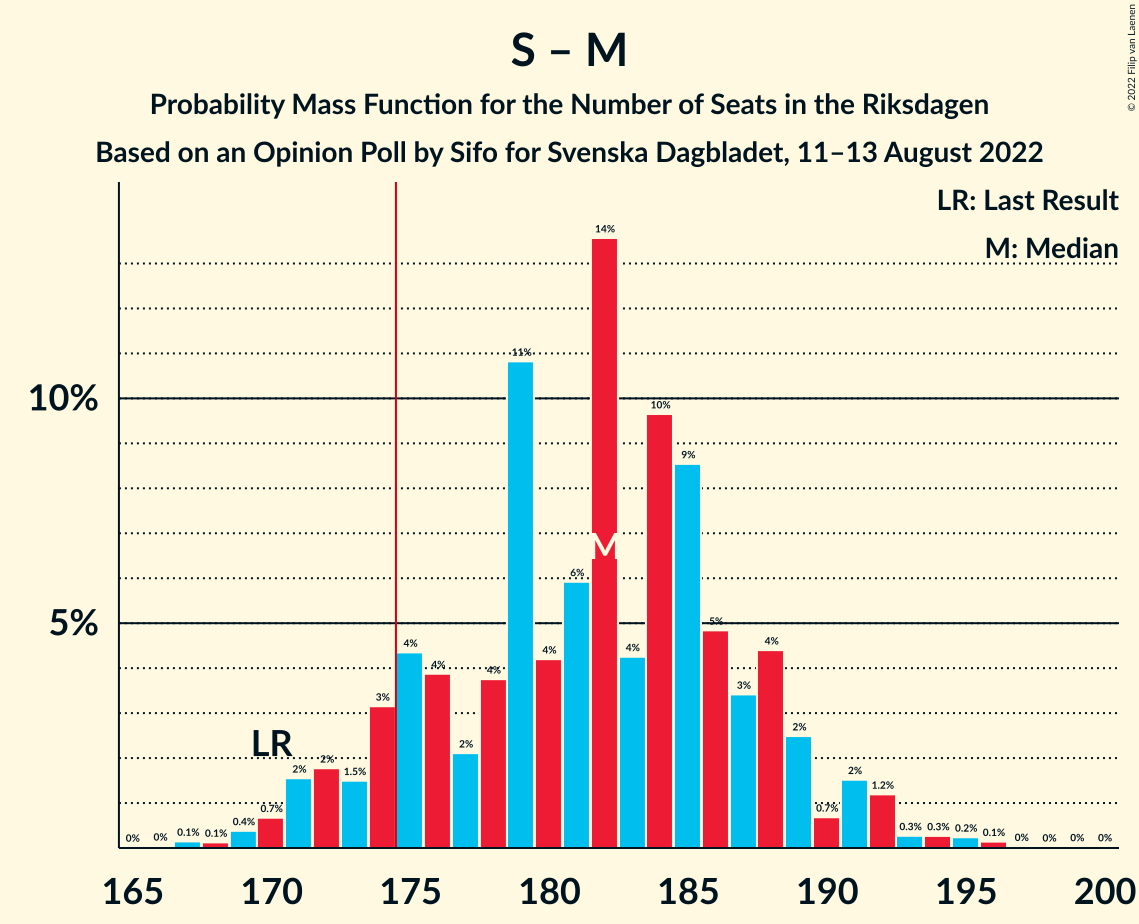 S – M
Probability Mass Function for the Number of Seats in the Riksdagen
Based on an Opinion Poll by Sifo for Svenska Dagbladet, 11–13 August 2022
© 2022 Filip van Laenen
LR: Last Result
M: Median
10%
5%
0% 0% 0.1% 0.1% 0.4% 0.7% 2% 2% 1.5% 3% 4% 4% 2% 4% 11% 4% 6% 14% 4% 10% 9% 5% 3% 4% 2% 0.7% 2% 1.2% 0.3% 0.3% 0.2% 0.1% 0% 0% 0% 0%
LR
M
165 170 175 180 185 190 195 200